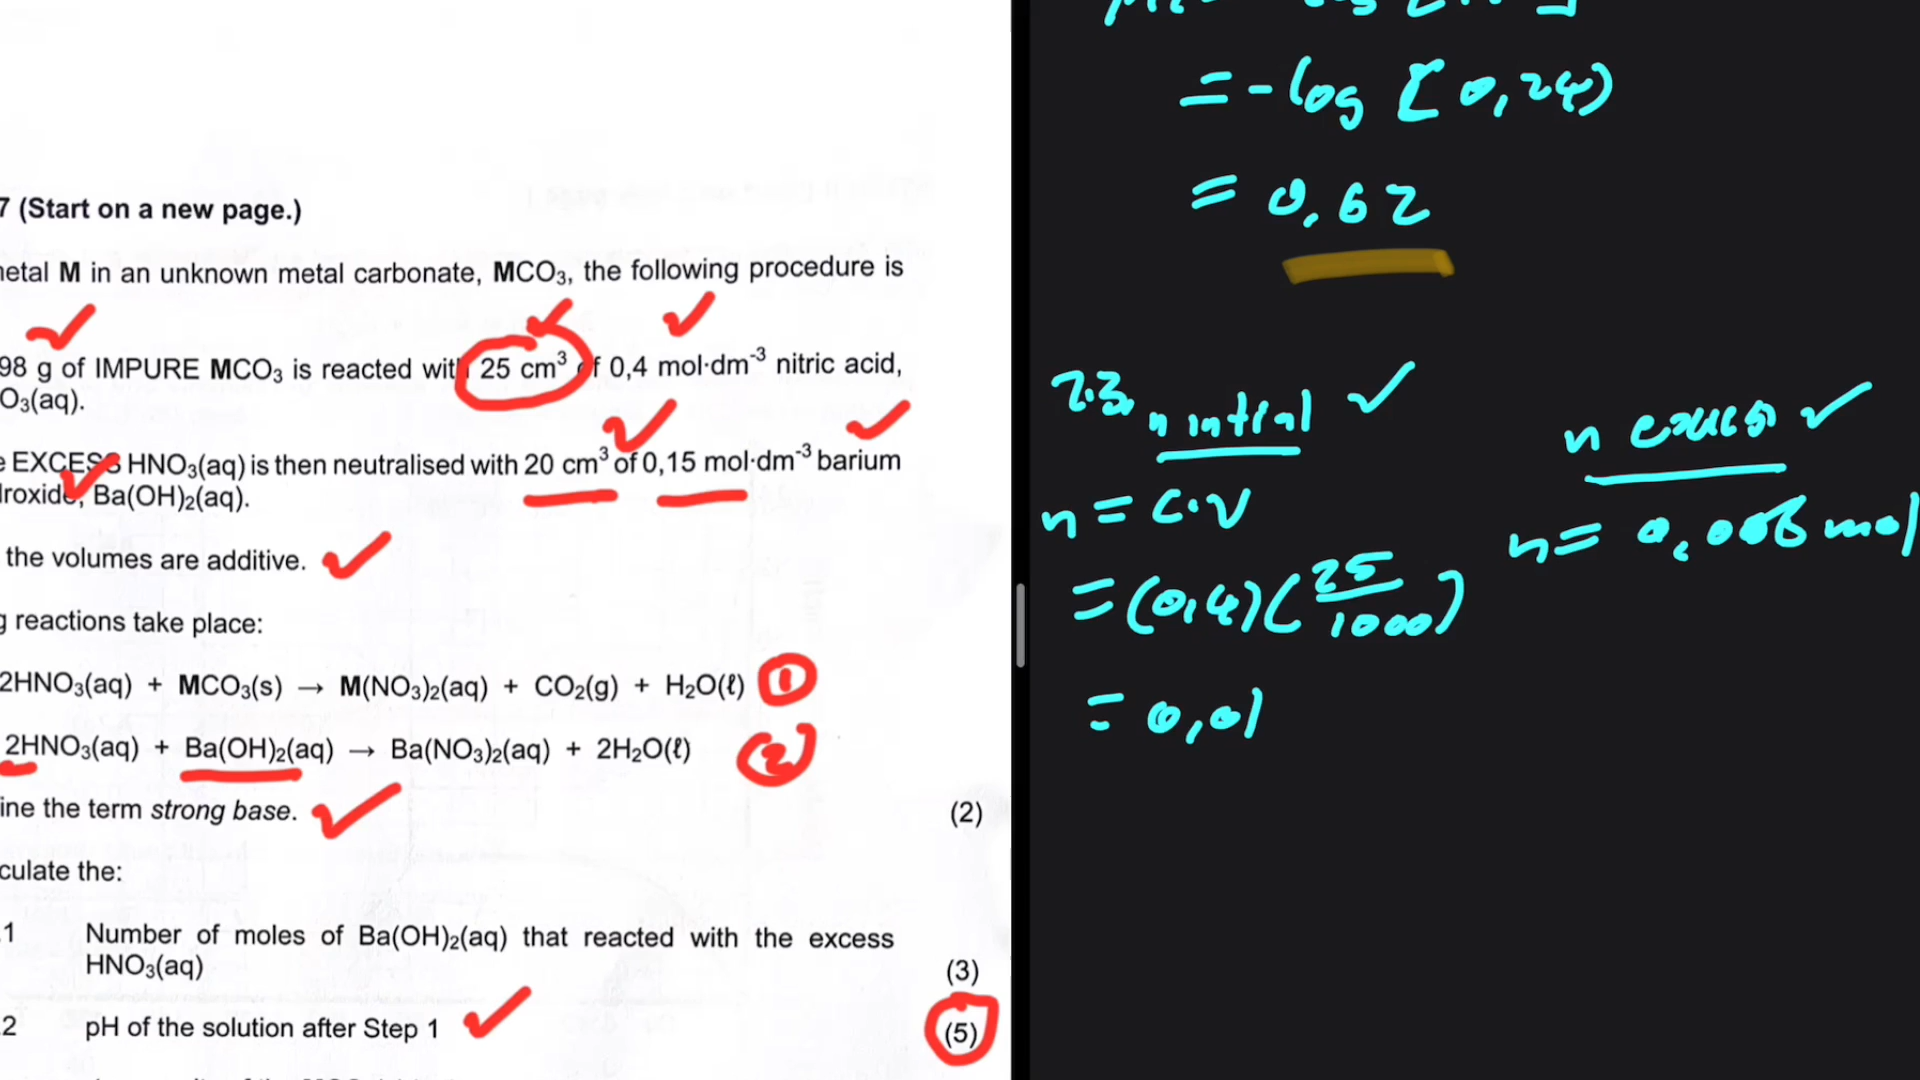 7 (Start on a new page.)
netal M in an unknown metal carbonate, MCO₃, the following procedure is
98 g of IMPURE MCO₃ is reacted with 25 cm³ of 0,4 mol·dm⁻³ nitric acid,
O₃(aq).
e EXCESS HNO₃(aq) is then neutralised with 20 cm³ of 0,15 mol·dm⁻³ barium
droxide, Ba(OH)₂(aq).
the volumes are additive.
g reactions take place:
2HNO₃(aq) + MCO₃(s) → M(NO₃)₂(aq) + CO₂(g) + H₂O(ℓ) 1
2HNO₃(aq) + Ba(OH)₂(aq) → Ba(NO₃)₂(aq) + 2H₂O(ℓ) 2
ine the term strong base. (2)
culate the:
.1 Number of moles of Ba(OH)₂(aq) that reacted with the excess
HNO₃(aq) (3)
.2 pH of the solution after Step 1 (5)
= -log [0,24)
= 0,62
7.3. n intial
n = c.v
= (0,4)(25/1000)
= 0,01
n excess
n = 0,006 mol